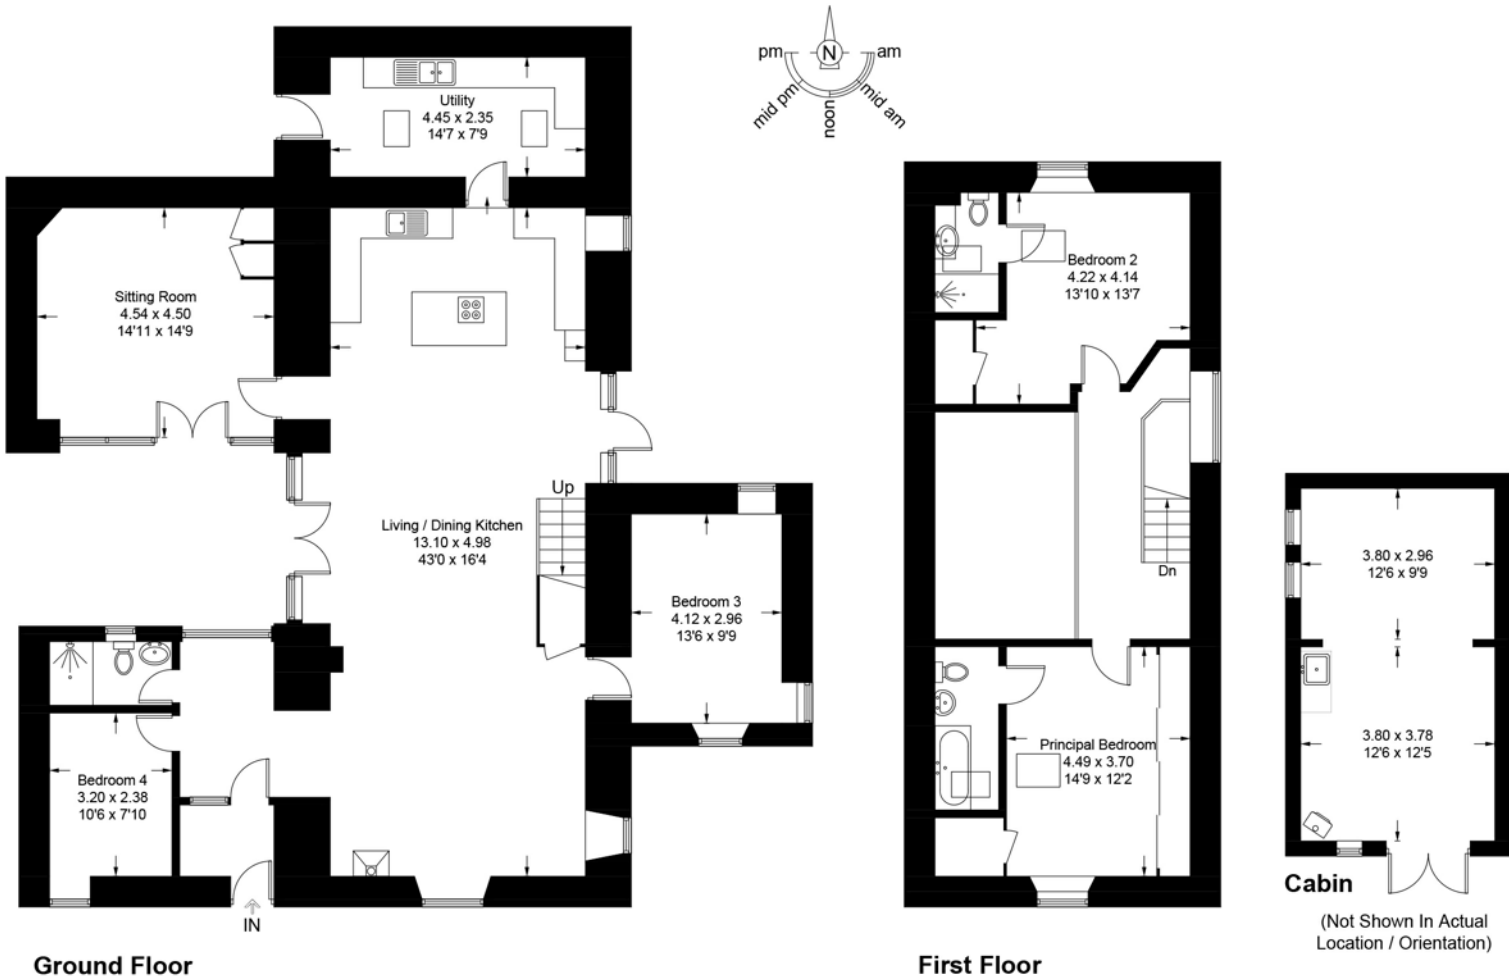 pm
N
am
mid pm
noon
mid am
Utility
4.45 x 2.35
14'7 x 7'9
Sitting Room
4.54 x 4.50
14'11 x 14'9
Living / Dining Kitchen
13.10 x 4.98
43'0 x 16'4
Up
Bedroom 3
4.12 x 2.96
13'6 x 9'9
Bedroom 4
3.20 x 2.38
10'6 x 7'10
IN
Ground Floor
Bedroom 2
4.22 x 4.14
13'10 x 13'7
Dn
Principal Bedroom
4.49 x 3.70
14'9 x 12'2
First Floor
3.80 x 2.96
12'6 x 9'9
3.80 x 3.78
12'6 x 12'5
Cabin
(Not Shown In Actual
Location / Orientation)